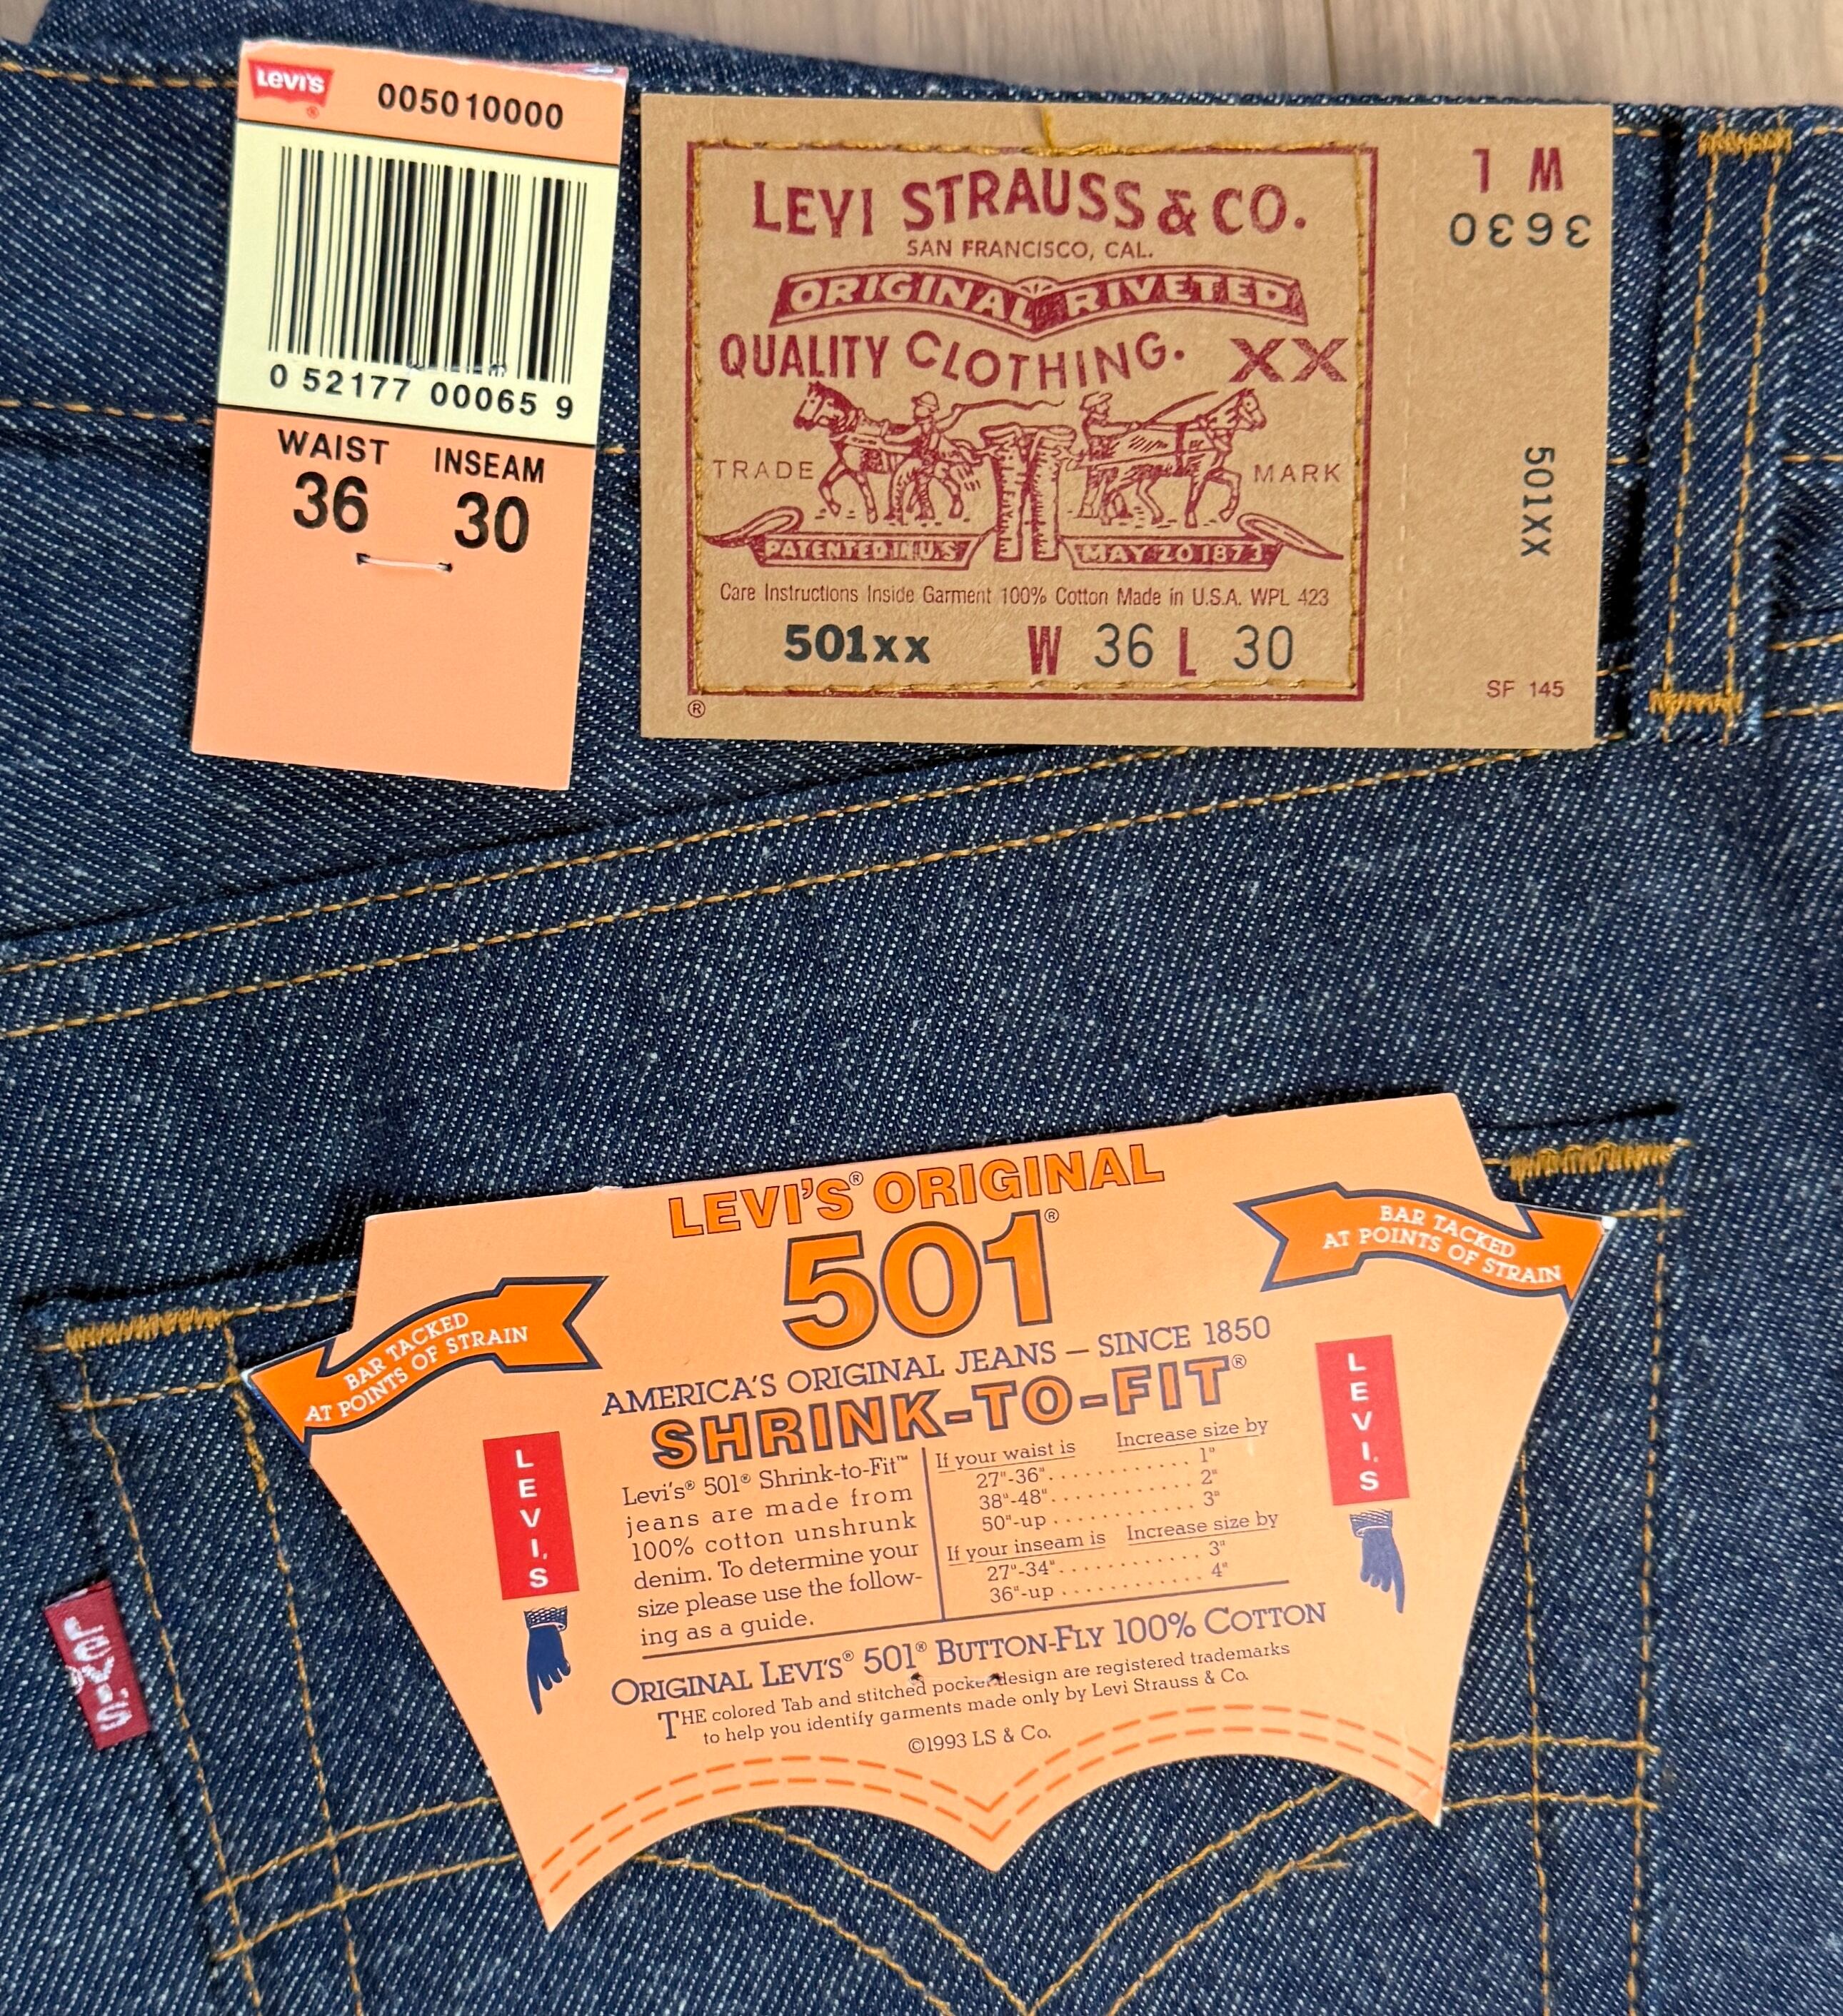 Levi's ®
005010000
0 52177 00065 9
WAIST INSEAM
36 30
LEVI STRAUSS & CO.
SAN FRANCISCO, CAL.
ORIGINAL RIVETED
QUALITY CLOTHING. XX
TRADE MARK
PATENTED IN U.S. MAY 20 1873
Care Instructions Inside Garment 100% Cotton Made in U.S.A. WPL 423
501xx W 36 L 30
®
W L
3630
501XX
SF 145
LEVI'S® ORIGINAL
501®
BAR TACKED
AT POINTS OF STRAIN
BAR TACKED
AT POINTS OF STRAIN
AMERICA'S ORIGINAL JEANS – SINCE 1850
SHRINK-TO-FIT®
LEVI'S
LEVI'S
Levi's® 501® Shrink-to-Fit™
jeans are made from
100% cotton unshrunk
denim. To determine your
size please use the follow-
ing as a guide.
If your waist is Increase size by
27"-36" . . . . . . . . . . . . 1"
38"-48" . . . . . . . . . . . . 2"
50"-up . . . . . . . . . . . . 3"
If your inseam is Increase size by
27"-34" . . . . . . . . . . . . 3"
36"-up . . . . . . . . . . . . 4"
ORIGINAL LEVI'S® 501® BUTTON-FLY 100% COTTON
THE colored Tab and stitched pocket design are registered trademarks
to help you identify garments made only by Levi Strauss & Co.
©1993 LS & Co.
LeVI'S